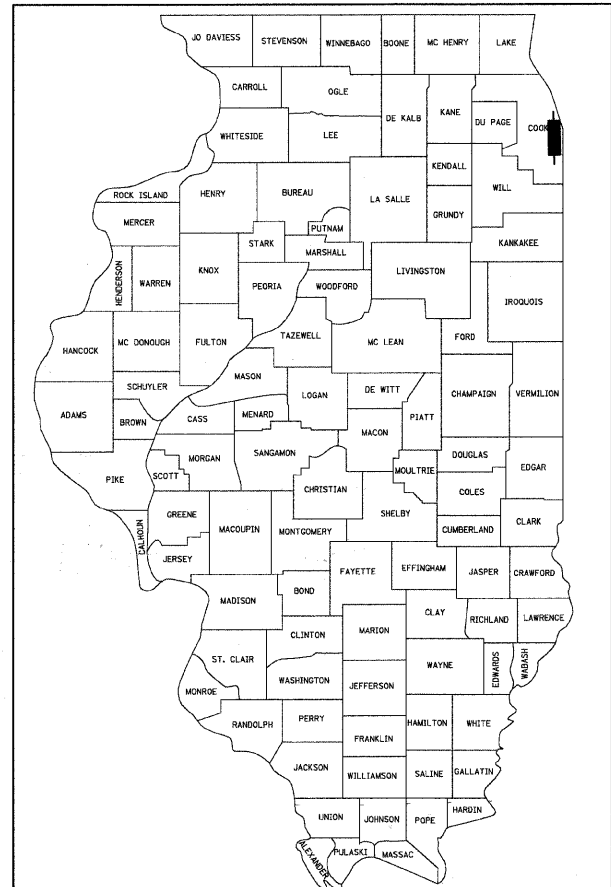 JO DAVIESS STEVENSON WINNEBAGO BOONE MC HENRY LAKE
CARROLL OGLE
DE KALB KANE DU PAGE COOK
WHITESIDE LEE
KENDALL
WILL
ROCK ISLAND HENRY BUREAU LA SALLE
GRUNDY
MERCER PUTNAM
STARK MARSHALL KANKAKEE
HENDERSON WARREN KNOX PEORIA WOODFORD LIVINGSTON
IROQUOIS
TAZEWELL FORD
HANCOCK MC DONOUGH FULTON MC LEAN
MASON
SCHUYLER LOGAN DE WITT CHAMPAIGN VERMILION
ADAMS BROWN CASS MENARD PIATT
MACON
MORGAN SANGAMON DOUGLAS
PIKE SCOTT CHRISTIAN MOULTRIE EDGAR
COLES
GREENE SHELBY
CALHOUN MACOUPIN MONTGOMERY CUMBERLAND CLARK
JERSEY
FAYETTE EFFINGHAM JASPER CRAWFORD
MADISON BOND
CLAY RICHLAND LAWRENCE
CLINTON MARION
ST. CLAIR WAYNE EDWARDS WABASH
WASHINGTON JEFFERSON
MONROE
RANDOLPH PERRY HAMILTON WHITE
FRANKLIN
JACKSON WILLIAMSON SALINE GALLATIN
HARDIN
UNION JOHNSON POPE
ALEXANDER PULASKI MASSAC